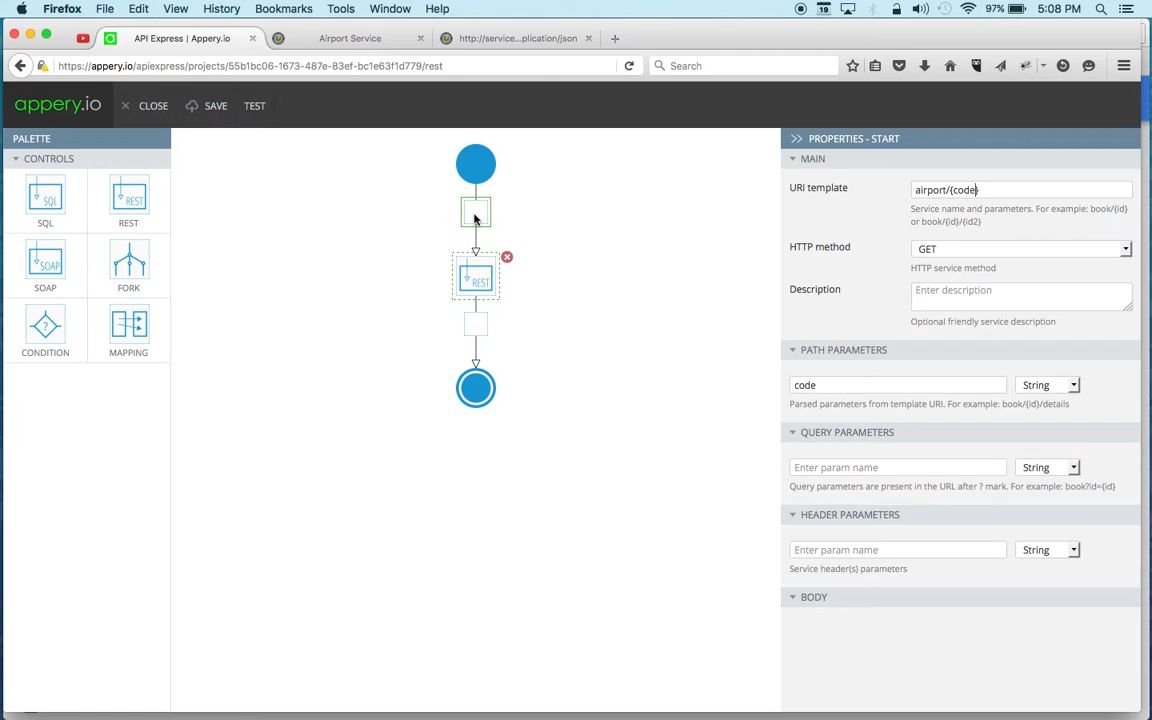 Firefox File Edit View History Bookmarks Tools Window Help 19 97% 5:08 PM
API Express | Appery.io Airport Service http://service...plication/json
https://appery.io/apiexpress/projects/55b1bc06-1673-487e-83ef-bc1e63f1d779/rest Search
appery.io CLOSE SAVE TEST
PALETTE
CONTROLS
SQL REST
SQL REST
SOAP
SOAP FORK
?
CONDITION MAPPING
REST
PROPERTIES - START
MAIN
URI template airport/{code}
Service name and parameters. For example: book/{id}
or book/{id}/{id2}
HTTP method GET
HTTP service method
Description Enter description
Optional friendly service description
PATH PARAMETERS
code String
Parsed parameters from template URI. For example: book/{id}/details
QUERY PARAMETERS
Enter param name String
Query parameters are present in the URL after ? mark. For example: book?id={id}
HEADER PARAMETERS
Enter param name String
Service header(s) parameters
BODY